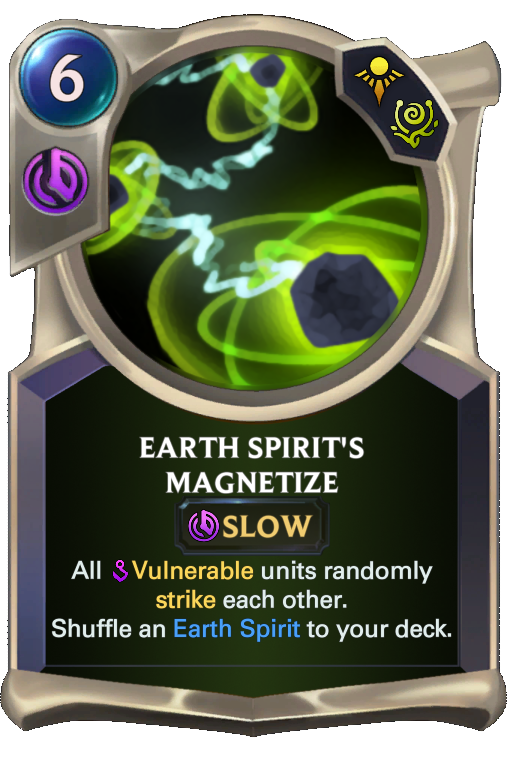 6
EARTH SPIRIT'S
MAGNETIZE
SLOW
All Vulnerable units randomly
strike each other.
Shuffle an Earth Spirit to your deck.